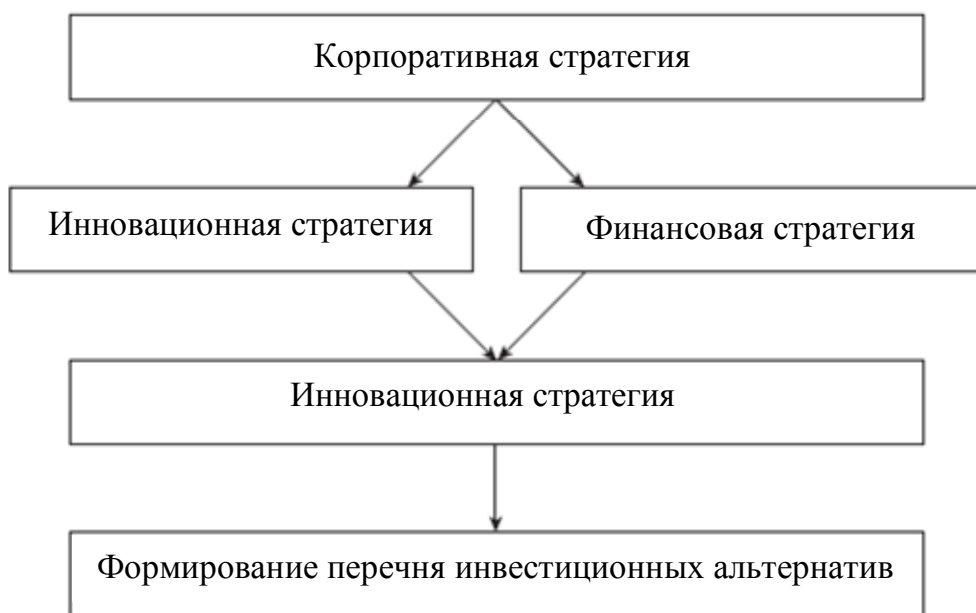 Корпоративная стратегия
Инновационная стратегия
Финансовая стратегия
Инновационная стратегия
Формирование перечня инвестиционных альтернатив